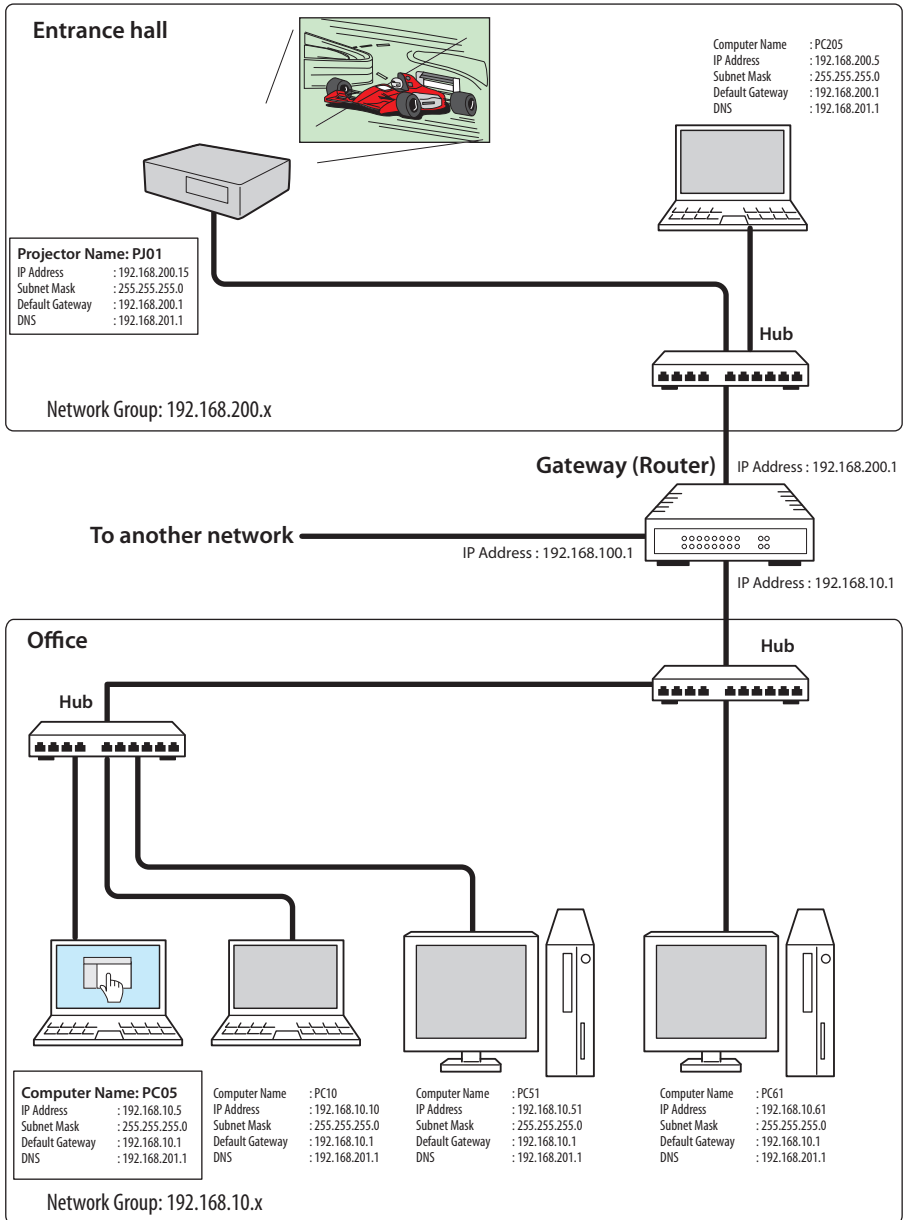 Entrance hall
Computer Name : PC205
IP Address : 192.168.200.5
Subnet Mask : 255.255.255.0
Default Gateway : 192.168.200.1
DNS : 192.168.201.1
Projector Name: PJ01
IP Address : 192.168.200.15
Subnet Mask : 255.255.255.0
Default Gateway : 192.168.200.1
DNS : 192.168.201.1
Hub
Network Group: 192.168.200.x
Gateway (Router)
IP Address : 192.168.200.1
To another network
IP Address : 192.168.100.1
IP Address : 192.168.10.1
Office
Hub
Hub
Computer Name: PC05
IP Address : 192.168.10.5
Subnet Mask : 255.255.255.0
Default Gateway : 192.168.10.1
DNS : 192.168.201.1
Computer Name : PC10
IP Address : 192.168.10.10
Subnet Mask : 255.255.255.0
Default Gateway : 192.168.10.1
DNS : 192.168.201.1
Computer Name : PC51
IP Address : 192.168.10.51
Subnet Mask : 255.255.255.0
Default Gateway : 192.168.10.1
DNS : 192.168.201.1
Computer Name : PC61
IP Address : 192.168.10.61
Subnet Mask : 255.255.255.0
Default Gateway : 192.168.10.1
DNS : 192.168.201.1
Network Group: 192.168.10.x